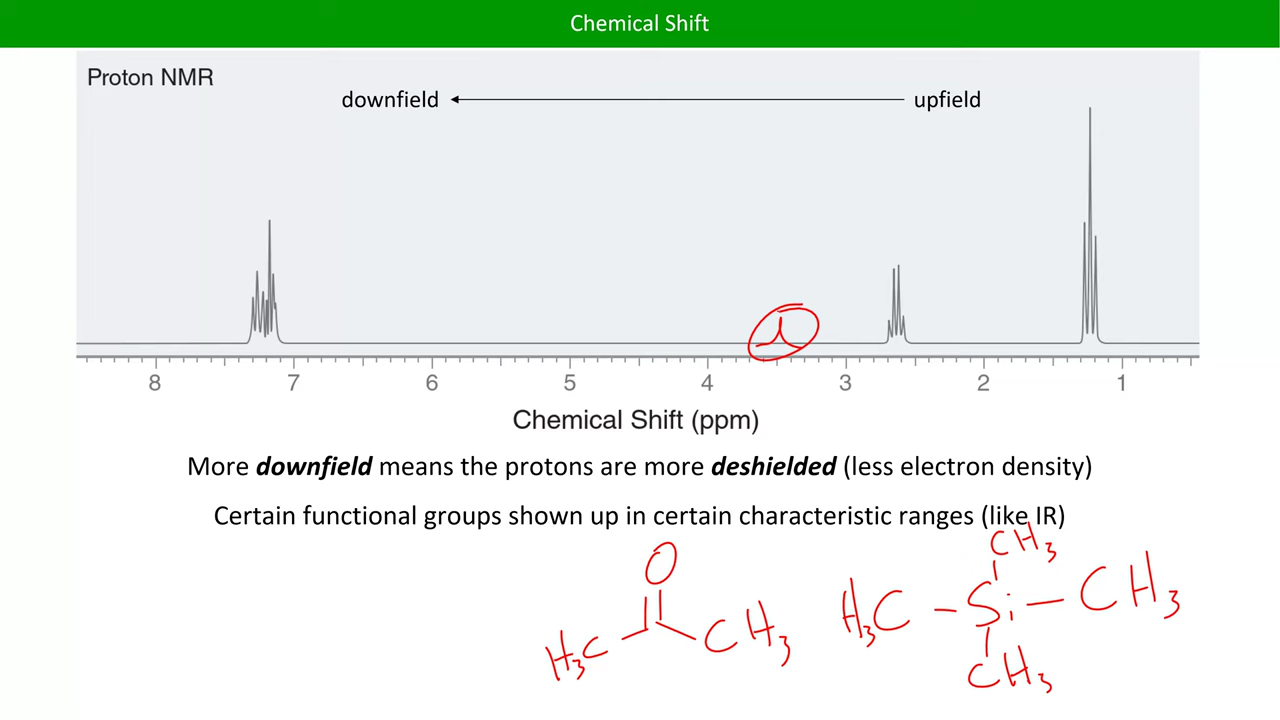 Chemical Shift
Proton NMR
downfield upfield
8 7 6 5 4 3 2 1
Chemical Shift (ppm)
More downfield means the protons are more deshielded (less electron density)
Certain functional groups shown up in certain characteristic ranges (like IR)
O
H₃C CH₃
CH₃
H₃C - Si - CH₃
CH₃